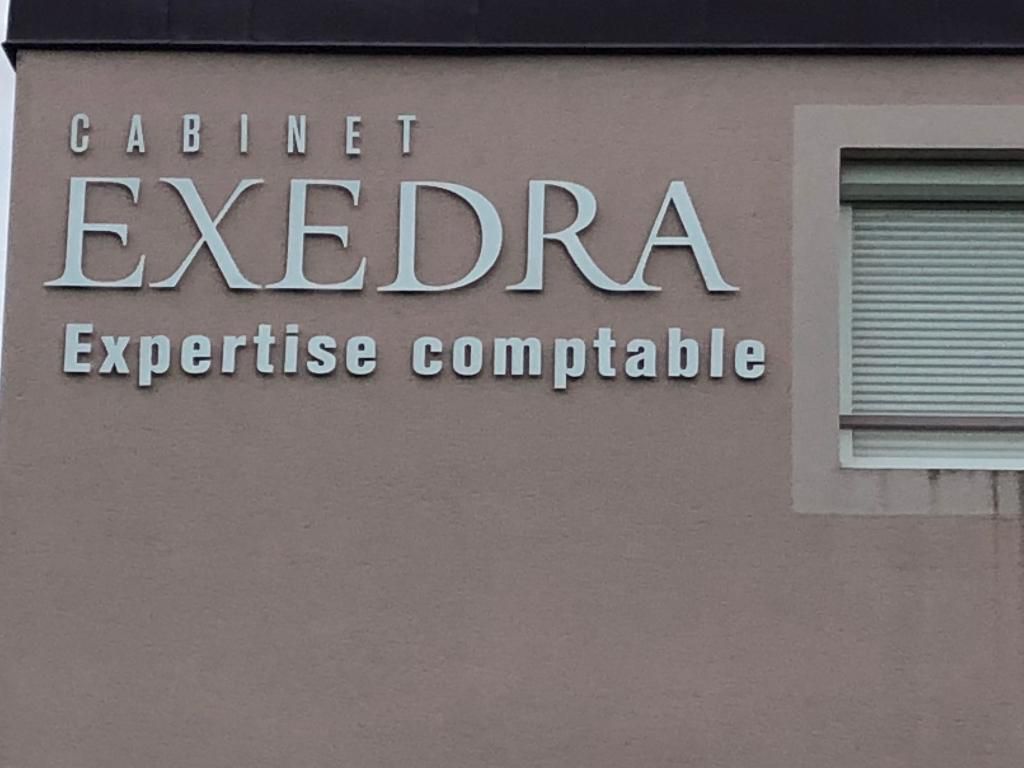 CABINET
EXEDRA
Expertise comptable